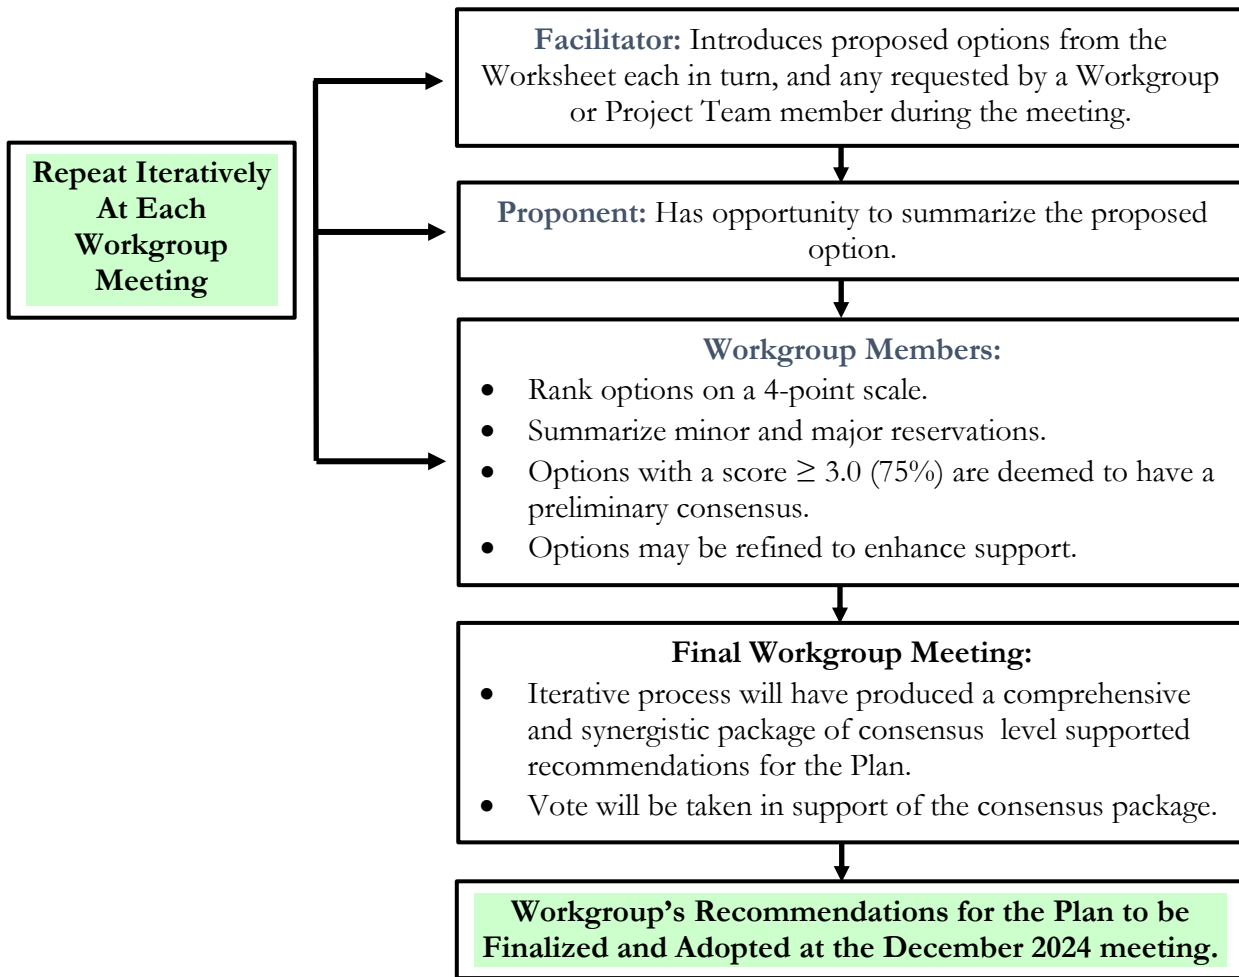 Facilitator: Introduces proposed options from the
Worksheet each in turn, and any requested by a Workgroup
or Project Team member during the meeting.
Repeat Iteratively
At Each
Workgroup
Meeting
Proponent: Has opportunity to summarize the proposed
option.
Workgroup Members:
• Rank options on a 4-point scale.
• Summarize minor and major reservations.
• Options with a score ≥ 3.0 (75%) are deemed to have a
preliminary consensus.
• Options may be refined to enhance support.
Final Workgroup Meeting:
• Iterative process will have produced a comprehensive
and synergistic package of consensus level supported
recommendations for the Plan.
• Vote will be taken in support of the consensus package.
Workgroup’s Recommendations for the Plan to be
Finalized and Adopted at the December 2024 meeting.